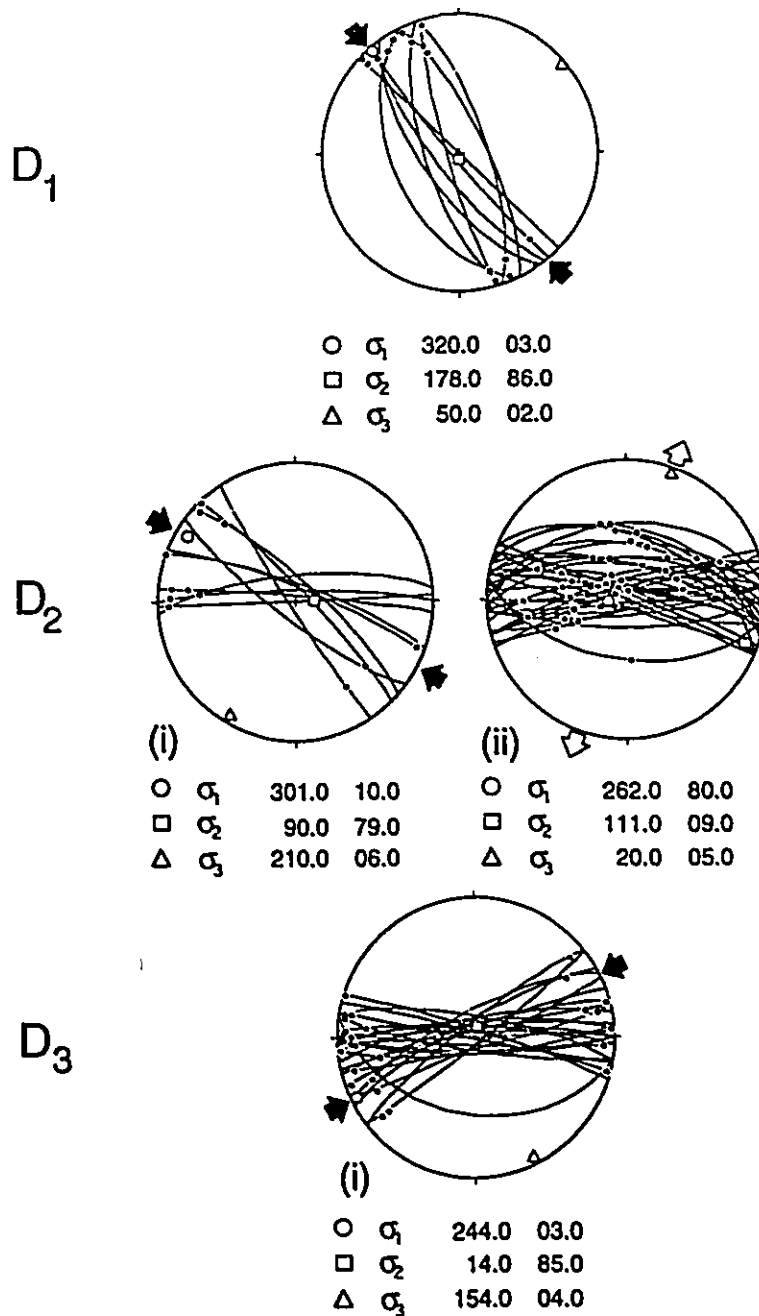 D₁
○ σ₁ 320.0 03.0
□ σ₂ 178.0 86.0
△ σ₃ 50.0 02.0
D₂
(i)
○ σ₁ 301.0 10.0
□ σ₂ 90.0 79.0
△ σ₃ 210.0 06.0
(ii)
○ σ₁ 262.0 80.0
□ σ₂ 111.0 09.0
△ σ₃ 20.0 05.0
D₃
(i)
○ σ₁ 244.0 03.0
□ σ₂ 14.0 85.0
△ σ₃ 154.0 04.0